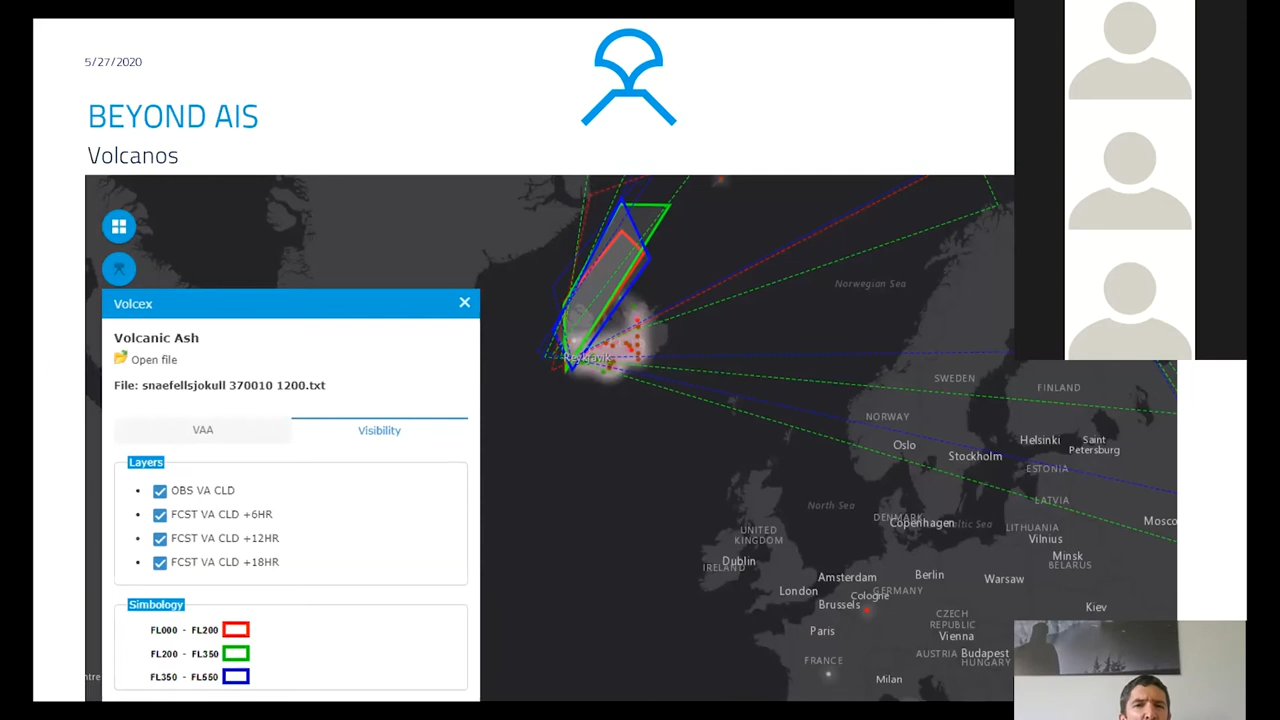 5/27/2020
BEYOND AIS
Volcanos
Volcex
Volcanic Ash
Open file
File: snaefellsjokull 370010 1200.txt
VAA
Visibility
Layers
OBS VA CLD
FCST VA CLD +6HR
FCST VA CLD +12HR
FCST VA CLD +18HR
Simbology
FL000 - FL200
FL200 - FL350
FL350 - FL550
Norwegian Sea
Reykjavik
SWEDEN
FINLAND
NORWAY
Oslo
Helsinki
Saint
Petersburg
Stockholm
ESTONIA
LATVIA
North Sea
DENMARK
Copenhagen
ltic Sea
Mosco
LITHUANIA
Vilnius
UNITED
KINGDOM
Minsk
BELARUS
Dublin
IRELAND
Amsterdam
Berlin
Warsaw
London
Cologne
GERMANY
Brussels
Kiev
CZECH
REPUBLIC
Paris
Vienna
AUSTRIA
Budapest
HUNGARY
FRANCE
Milan
ntre